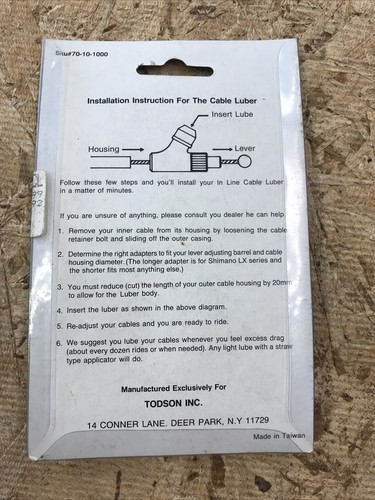 Sku#70-10-1000
Installation Instruction For The Cable Luber
Insert Lube
Housing
Lever
Follow these few steps and you'll install your In Line Cable Luber
in a matter of minutes.
If you are unsure of anything, please consult you dealer he can help.
1. Remove your inner cable from its housing by loosening the cable
retainer bolt and sliding off the outer casing.
2. Determine the right adapters to fit your lever adjusting barrel and cable
housing diameter. (The longer adapter is for Shimano LX series and
the shorter fits most anything else.)
3. You must reduce (cut) the length of your outer cable housing by 20mm
to allow for the Luber body.
4. Insert the luber as shown in the above diagram.
5. Re-adjust your cables and you are ready to ride.
6. We suggest you lube your cables whenever you feel excess drag
(about every dozen rides or when needed). Any light lube with a straw
type applicator will do.
Manufactured Exclusively For
TODSON INC.
14 CONNER LANE. DEER PARK, N.Y 11729
Made in Taiwan